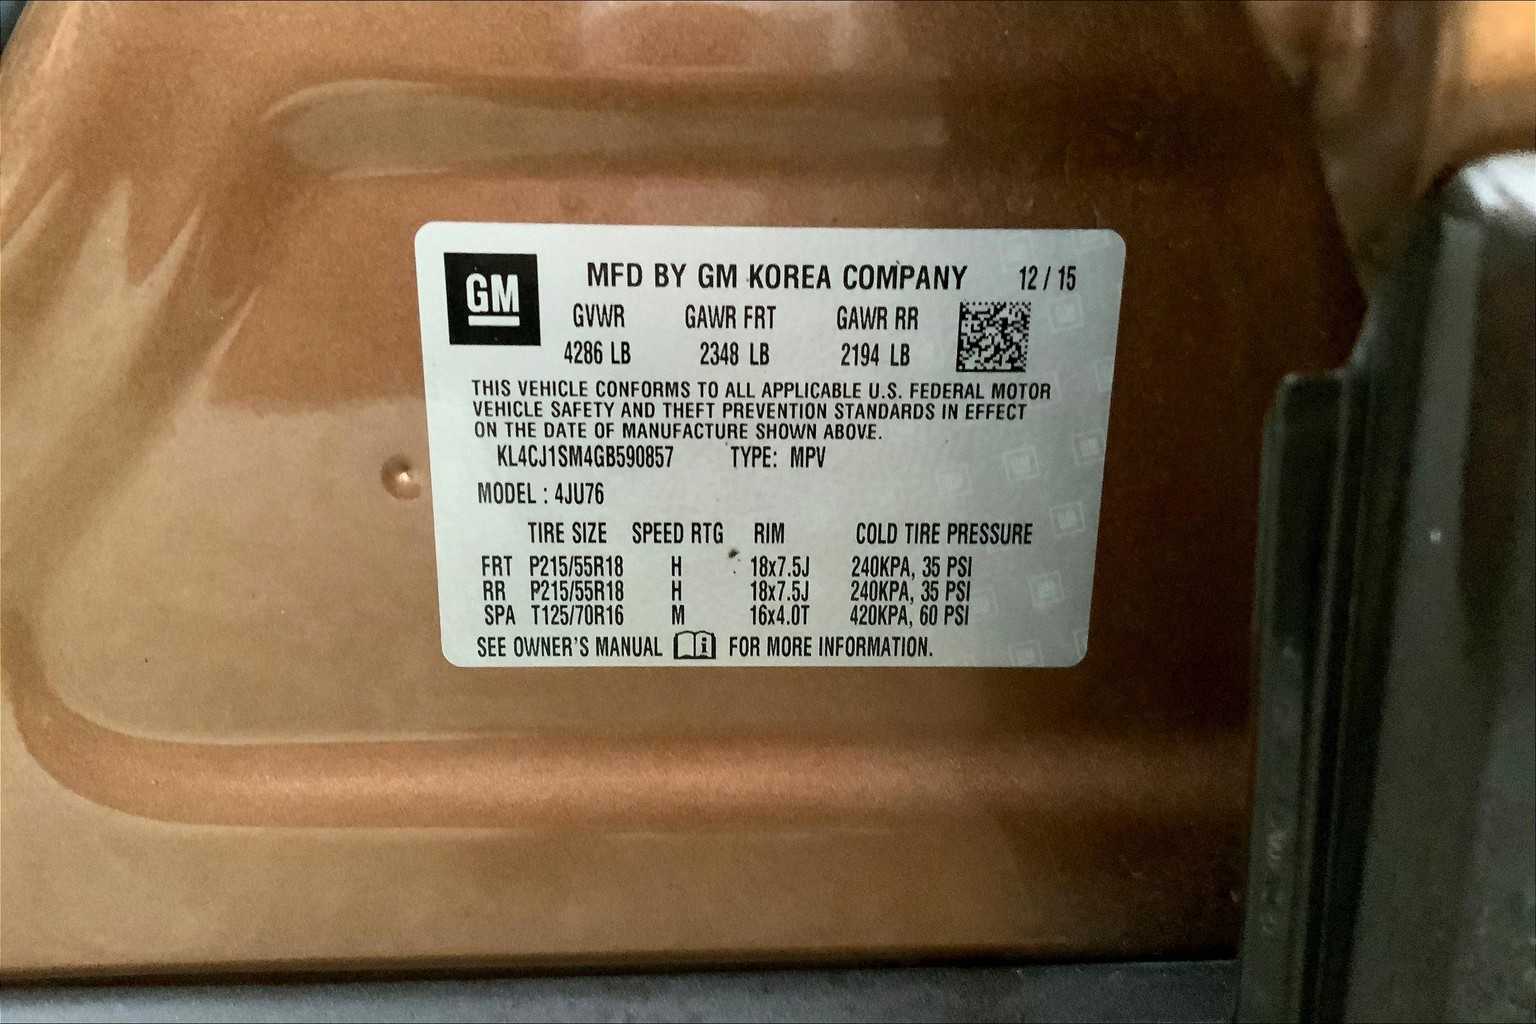 GM
MFD BY GM KOREA COMPANY 12 / 15
GVWR GAWR FRT GAWR RR
4286 LB 2348 LB 2194 LB
THIS VEHICLE CONFORMS TO ALL APPLICABLE U.S. FEDERAL MOTOR
VEHICLE SAFETY AND THEFT PREVENTION STANDARDS IN EFFECT
ON THE DATE OF MANUFACTURE SHOWN ABOVE.
KL4CJ1SM4GB590857 TYPE: MPV
MODEL : 4JU76
TIRE SIZE SPEED RTG RIM COLD TIRE PRESSURE
FRT P215/55R18 H 18x7.5J 240KPA, 35 PSI
RR P215/55R18 H 18x7.5J 240KPA, 35 PSI
SPA T125/70R16 M 16x4.0T 420KPA, 60 PSI
SEE OWNER'S MANUAL i FOR MORE INFORMATION.